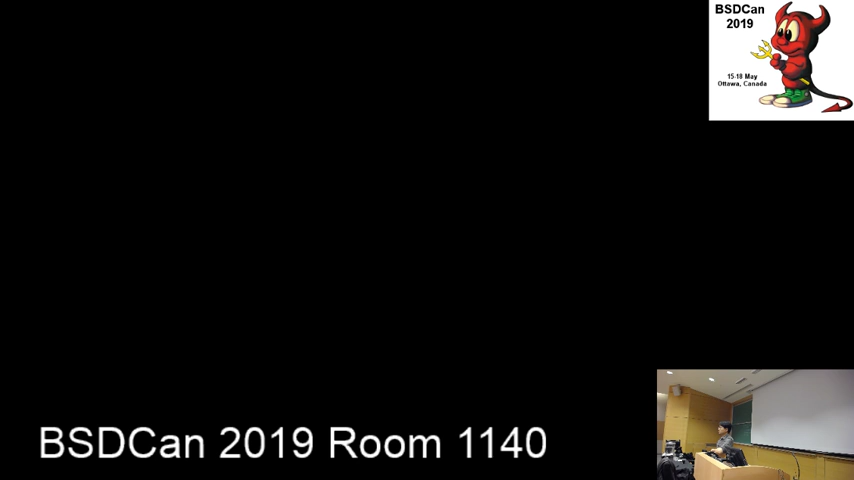 BSDCan
2019
15-18 May
Ottawa, Canada
BSDCan 2019 Room 1140